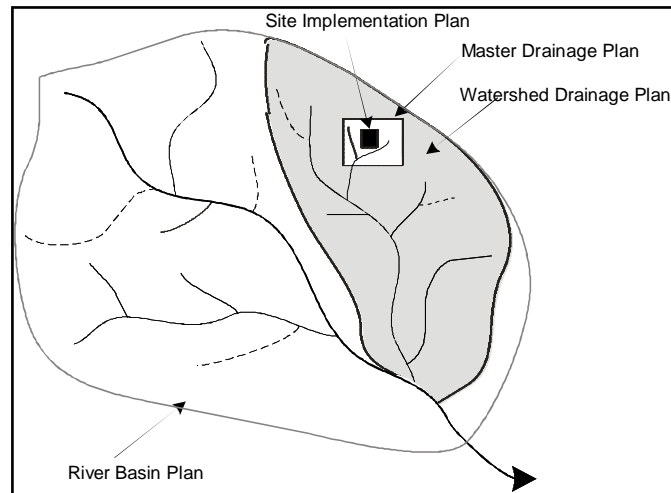 Site Implementation Plan
Master Drainage Plan
Watershed Drainage Plan
River Basin Plan